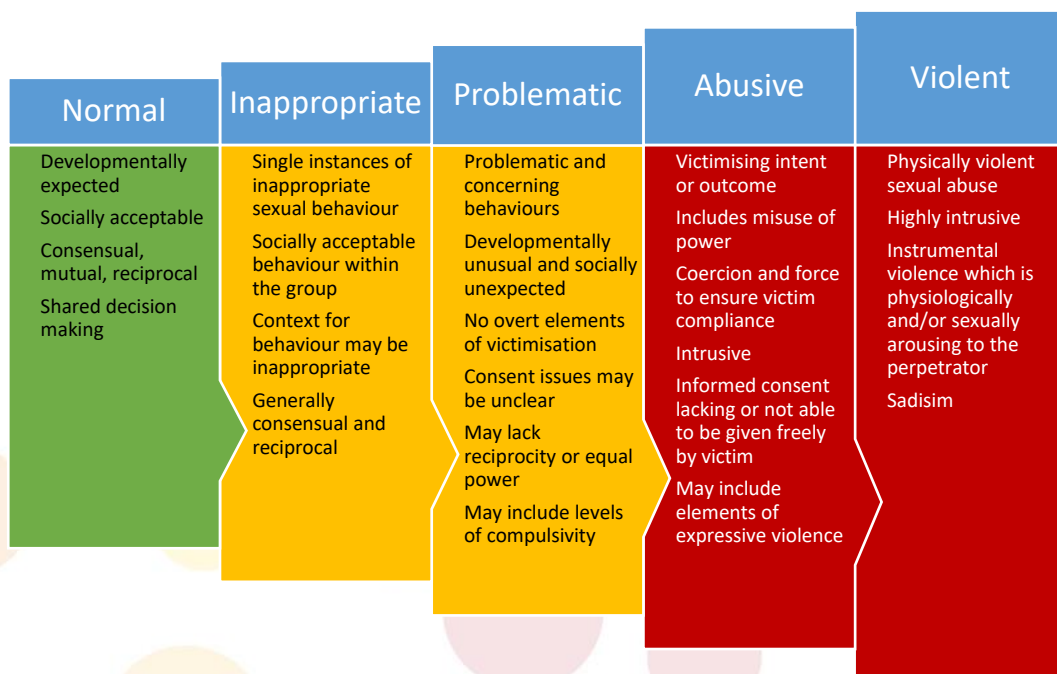 Normal
Developmentally
expected
Socially acceptable
Consensual,
mutual, reciprocal
Shared decision
making
Inappropriate
Single instances of
inappropriate
sexual behaviour
Socially acceptable
behaviour within
the group
Context for
behaviour may be
inappropriate
Generally
consensual and
reciprocal
Problematic
Problematic and
concerning
behaviours
Developmentally
unusual and socially
unexpected
No overt elements
of victimisation
Consent issues may
be unclear
May lack
reciprocity or equal
power
May include levels
of compulsivity
Abusive
Victimising intent
or outcome
Includes misuse of
power
Coercion and force
to ensure victim
compliance
Intrusive
Informed consent
lacking or not able
to be given freely
by victim
May include
elements of
expressive violence
Violent
Physically violent
sexual abuse
Highly intrusive
Instrumental
violence which is
physiologically
and/or sexually
arousing to the
perpetrator
Sadisim